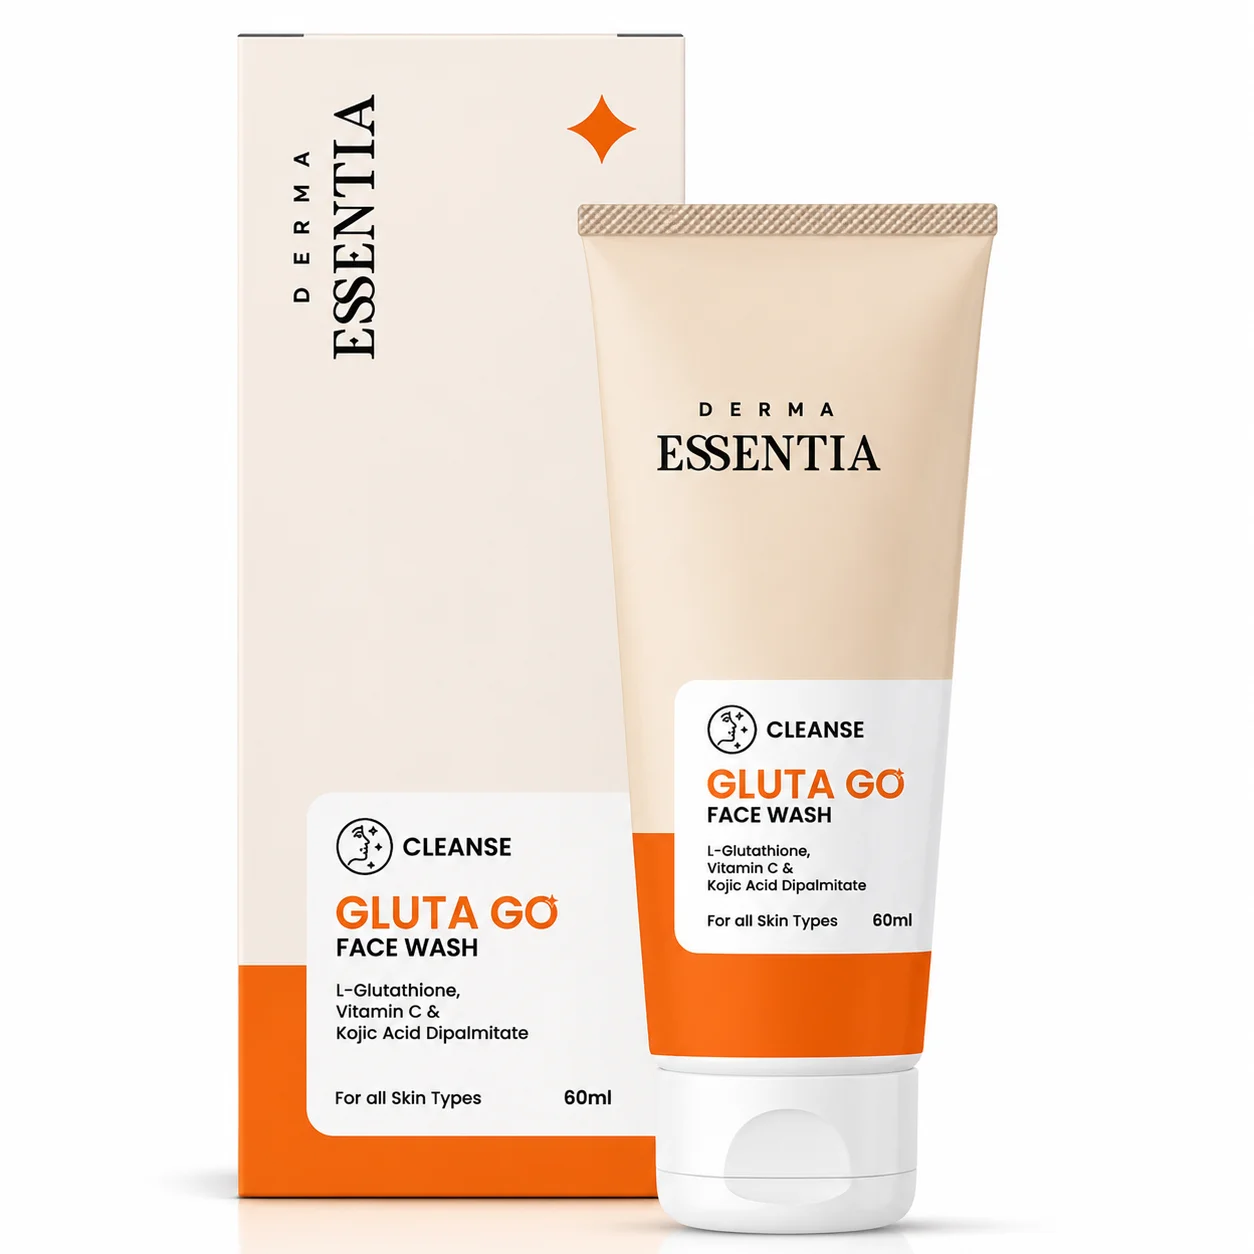 DERMA
ESSENTIA
CLEANSE
GLUTA GO
FACE WASH
L-Glutathione,
Vitamin C &
Kojic Acid Dipalmitate
For all Skin Types 60ml
DERMA
ESSENTIA
CLEANSE
GLUTA GO
FACE WASH
L-Glutathione,
Vitamin C &
Kojic Acid Dipalmitate
For all Skin Types 60ml